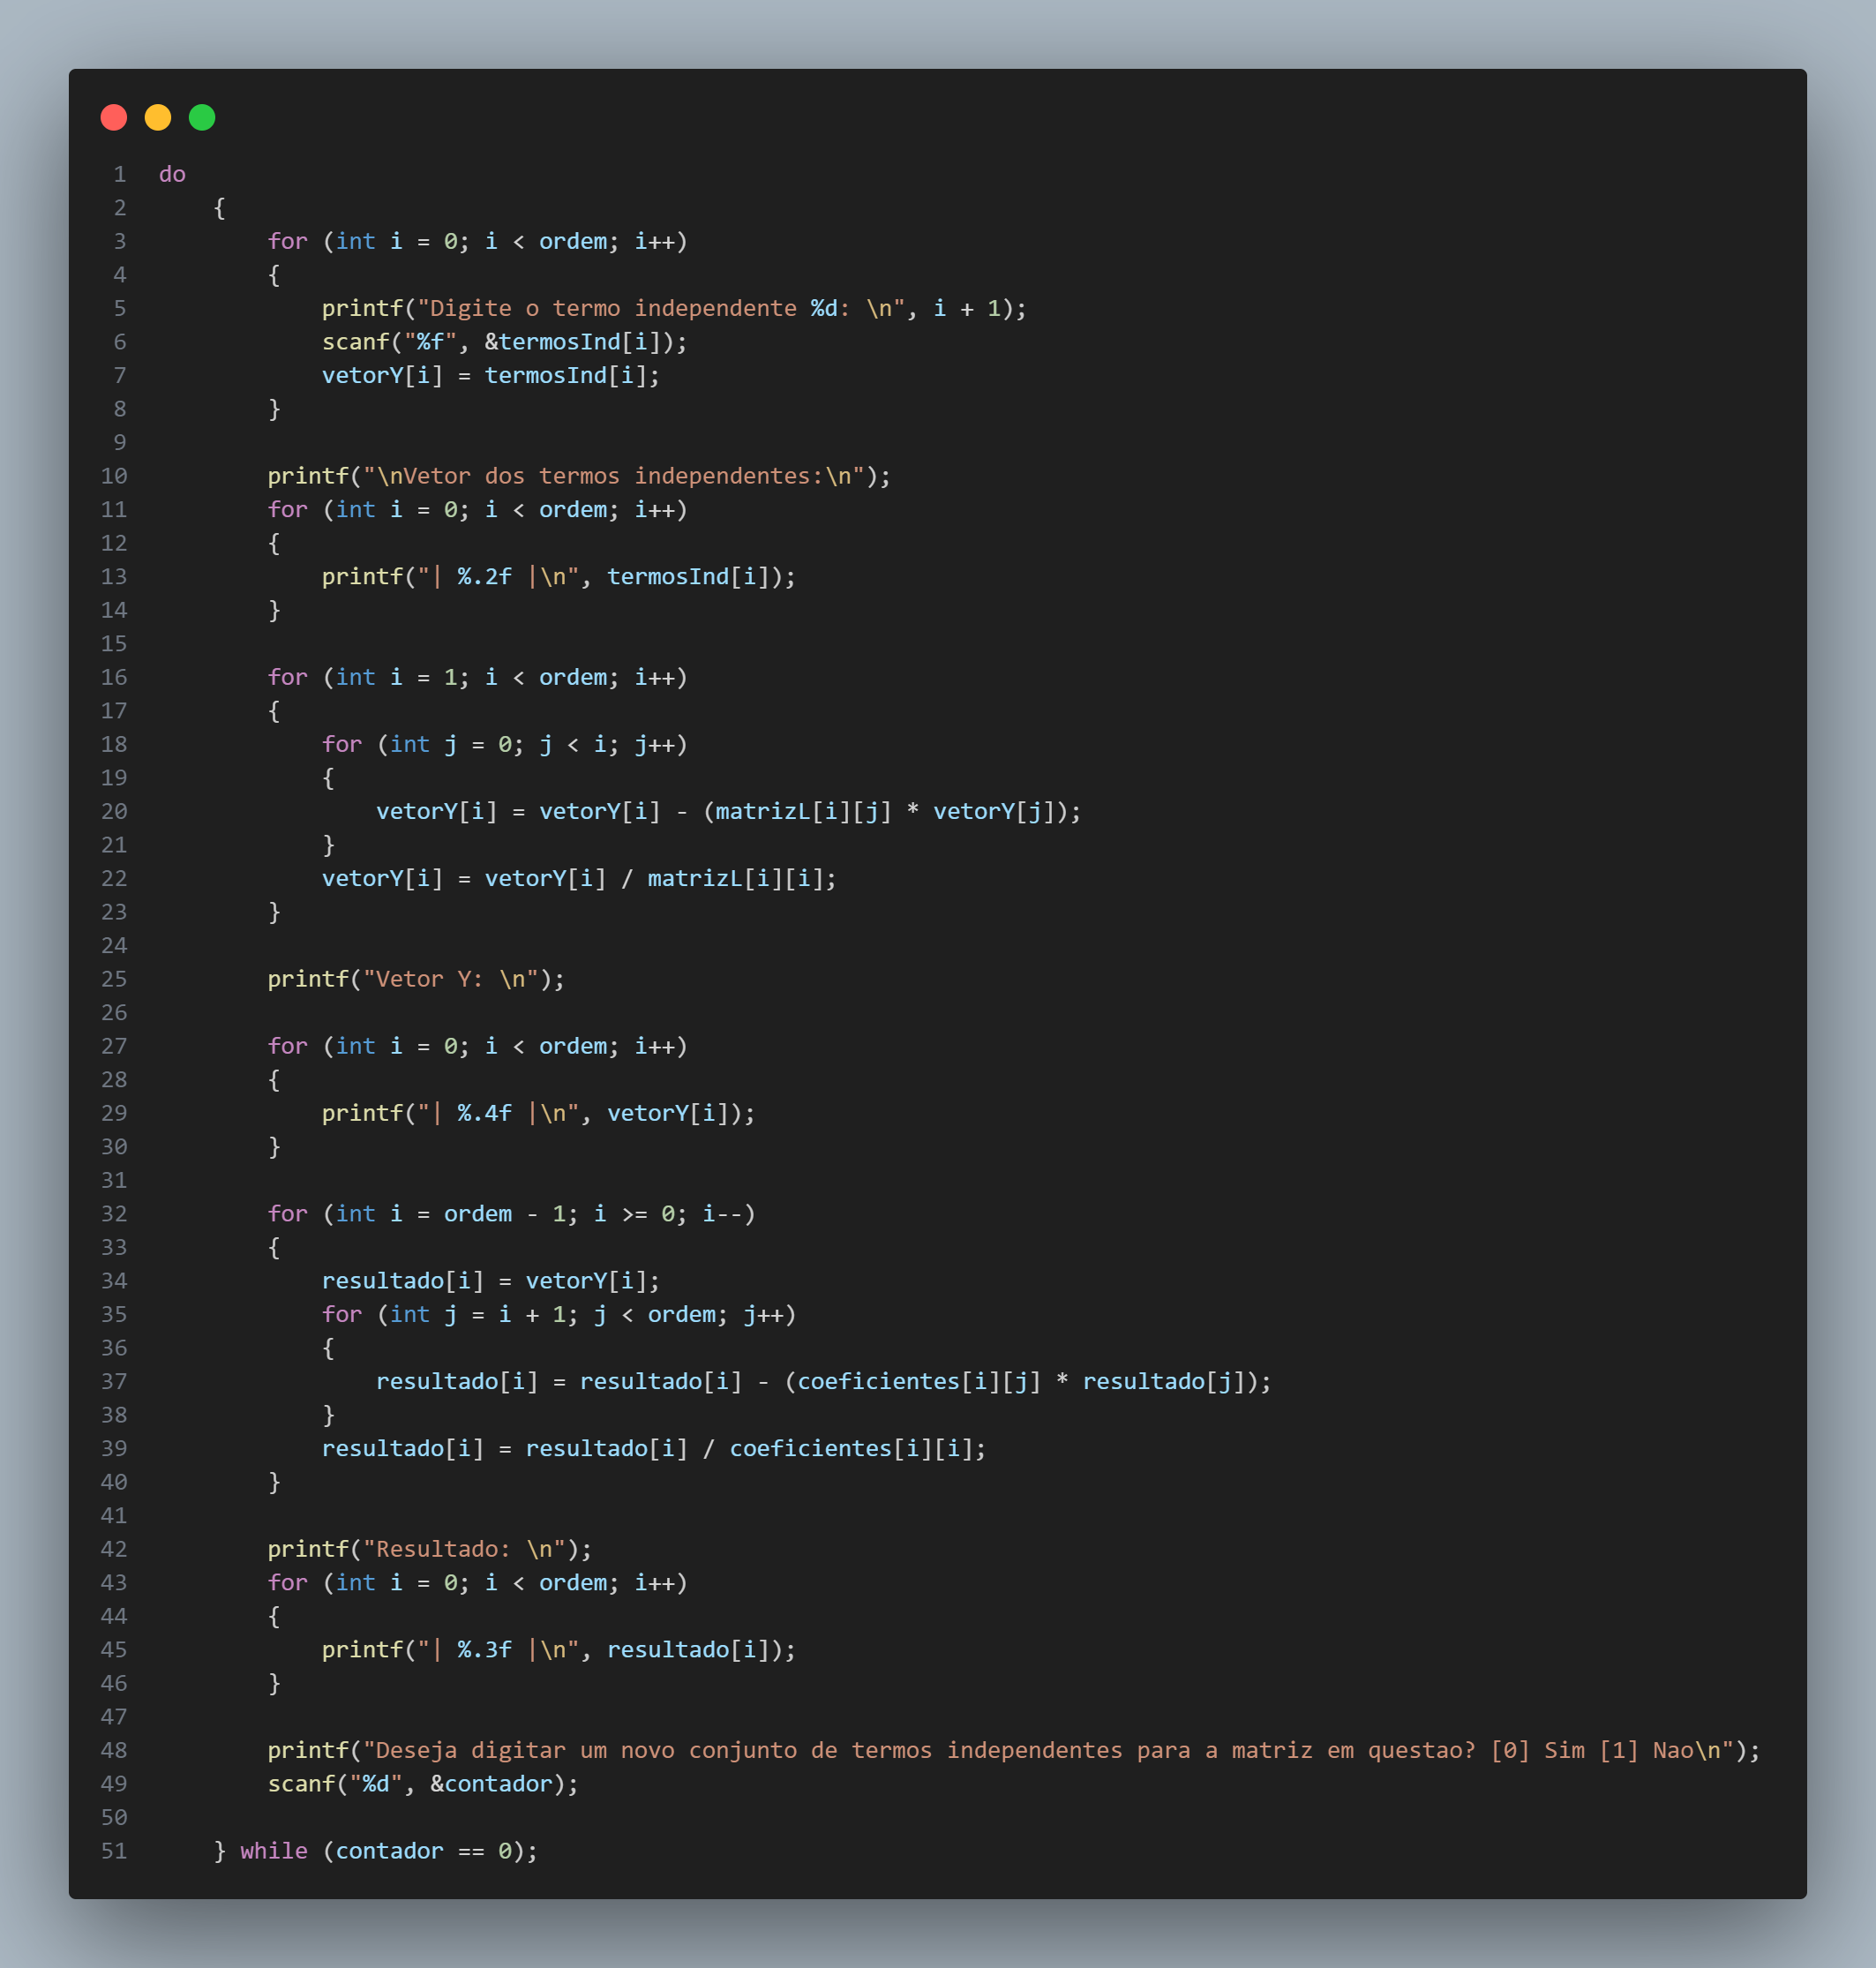 1 do
2     {
3         for (int i = 0; i < ordem; i++)
4         {
5             printf("Digite o termo independente %d: \n", i + 1);
6             scanf("%f", &termosInd[i]);
7             vetorY[i] = termosInd[i];
8         }
9
10         printf("\nVetor dos termos independentes:\n");
11         for (int i = 0; i < ordem; i++)
12         {
13             printf("| %.2f |\n", termosInd[i]);
14         }
15
16         for (int i = 1; i < ordem; i++)
17         {
18             for (int j = 0; j < i; j++)
19             {
20                 vetorY[i] = vetorY[i] - (matrizL[i][j] * vetorY[j]);
21             }
22             vetorY[i] = vetorY[i] / matrizL[i][i];
23         }
24
25         printf("Vetor Y: \n");
26
27         for (int i = 0; i < ordem; i++)
28         {
29             printf("| %.4f |\n", vetorY[i]);
30         }
31
32         for (int i = ordem - 1; i >= 0; i--)
33         {
34             resultado[i] = vetorY[i];
35             for (int j = i + 1; j < ordem; j++)
36             {
37                 resultado[i] = resultado[i] - (coeficientes[i][j] * resultado[j]);
38             }
39             resultado[i] = resultado[i] / coeficientes[i][i];
40         }
41
42         printf("Resultado: \n");
43         for (int i = 0; i < ordem; i++)
44         {
45             printf("| %.3f |\n", resultado[i]);
46         }
47
48         printf("Deseja digitar um novo conjunto de termos independentes para a matriz em questao? [0] Sim [1] Nao\n");
49         scanf("%d", &contador);
50
51     } while (contador == 0);